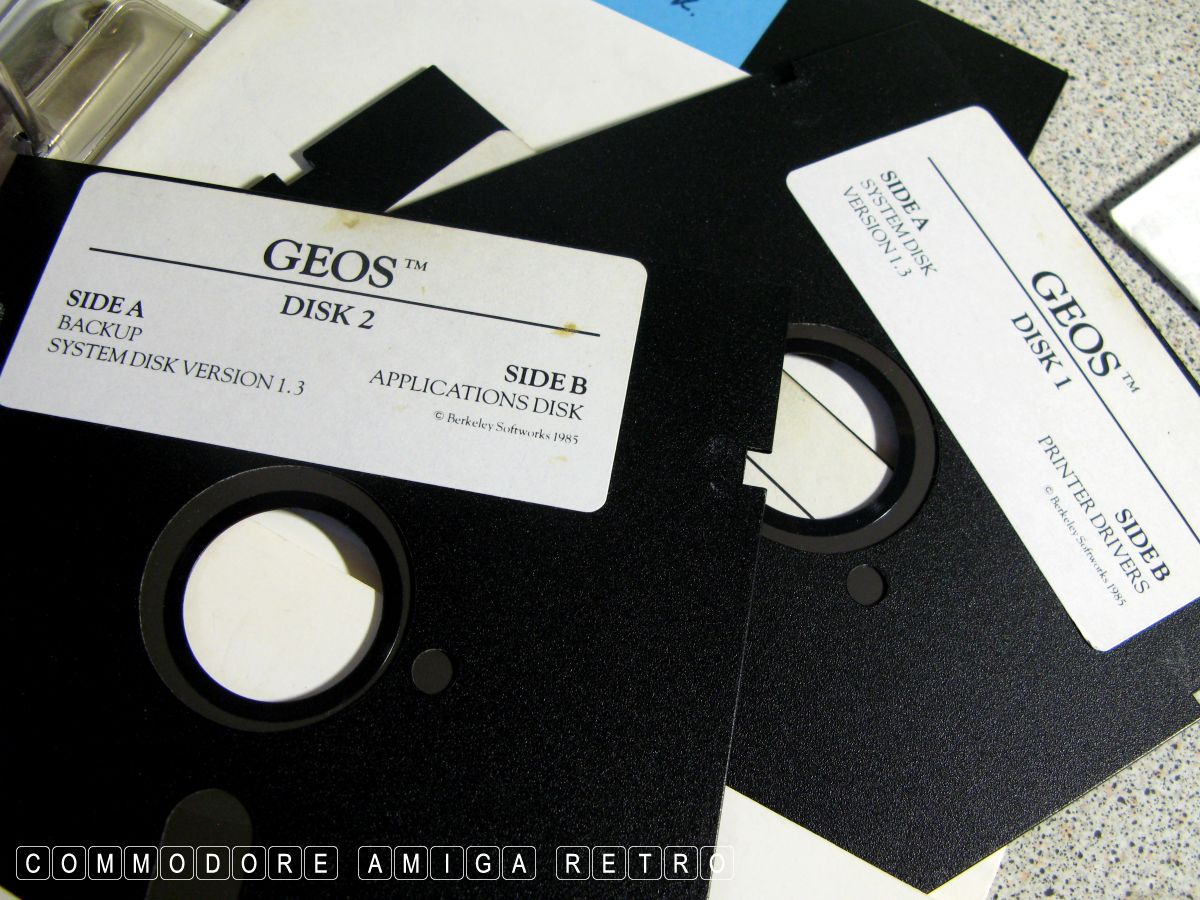 GEOS™
DISK 2
SIDE A
BACKUP
SYSTEM DISK VERSION 1.3
SIDE B
APPLICATIONS DISK
© Berkeley Softworks 1985
SIDE A
SYSTEM DISK
VERSION 1.3
GEOS™
DISK 1
SIDE B
PRINTER DRIVERS
© Berkeley Softworks 1985
COMMODORE AMIGA RETRO